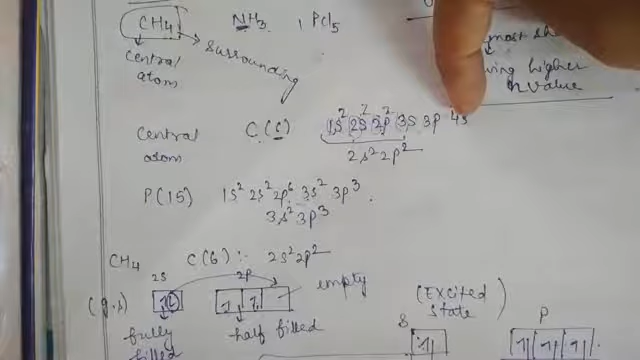 CH4 NH3 , PCl5
central atom
Surrounding
most
having higher
n value
central atom C(6) 1s² 2s² 2p² 3s 3p 4s
2s² 2p²
P(15) 1s² 2s² 2p⁶ 3s² 3p³ .
3s² 3p³
CH4 C(6) :- 2s² 2p²
2s 2p
(g.s) empty
fully filled
half filled
(Excited state)
S P